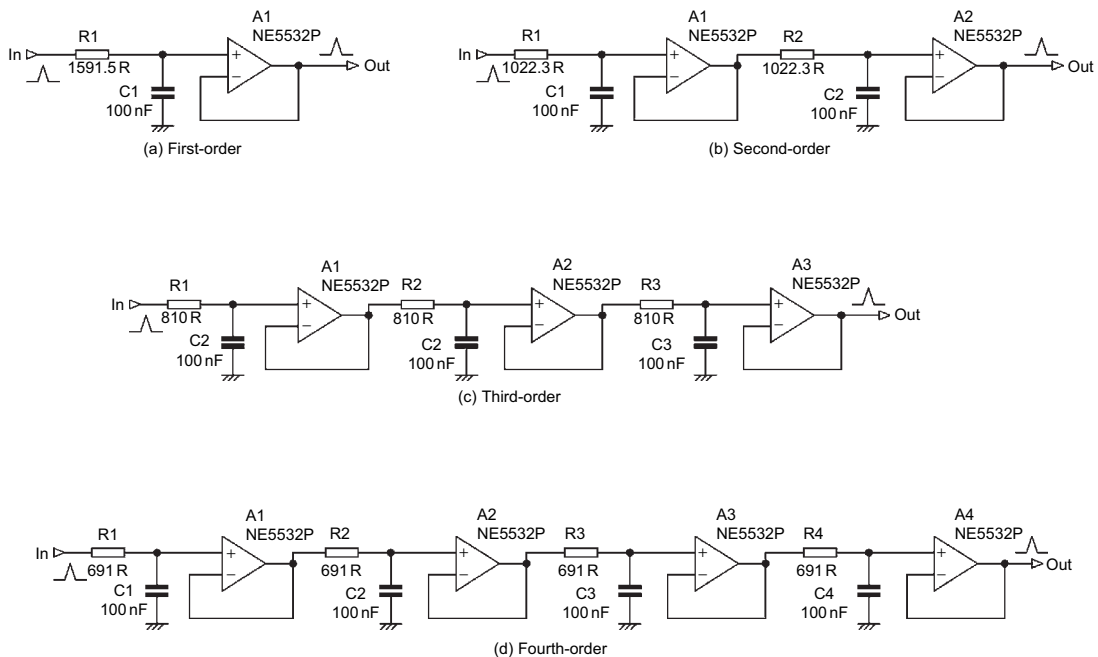 A1
NE5532P
In
R1
1591.5 R
C1
100 nF
+
−
Out
(a) First-order
A1
NE5532P
A2
NE5532P
In
R1
1022.3 R
C1
100 nF
+
−
R2
1022.3 R
C2
100 nF
+
−
Out
(b) Second-order
A1
NE5532P
A2
NE5532P
A3
NE5532P
In
R1
810 R
C2
100 nF
+
−
R2
810 R
C2
100 nF
+
−
R3
810 R
C3
100 nF
+
−
Out
(c) Third-order
A1
NE5532P
A2
NE5532P
A3
NE5532P
A4
NE5532P
In
R1
691 R
C1
100 nF
+
−
R2
691 R
C2
100 nF
+
−
R3
691 R
C3
100 nF
+
−
R4
691 R
C4
100 nF
+
−
Out
(d) Fourth-order